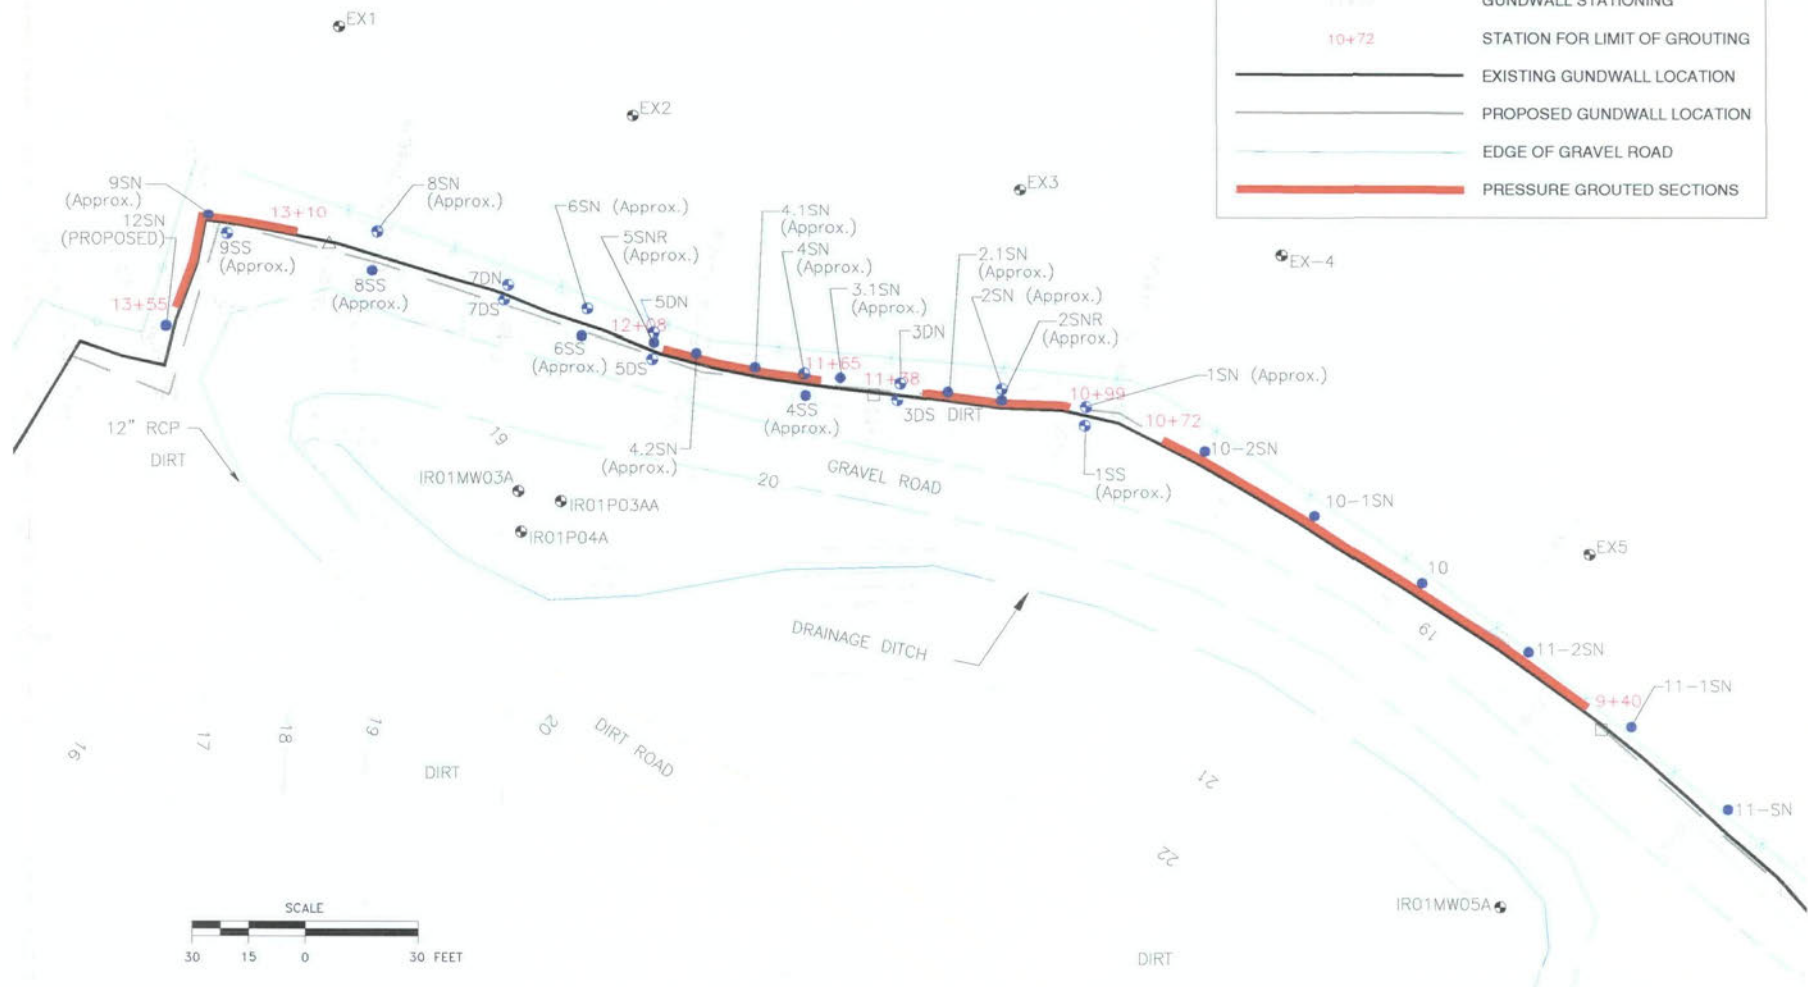 EX1
GUNDWALL STATIONING
10+72
STATION FOR LIMIT OF GROUTING
EXISTING GUNDWALL LOCATION
EX2
PROPOSED GUNDWALL LOCATION
EDGE OF GRAVEL ROAD
PRESSURE GROUTED SECTIONS
9SN
(Approx.)
8SN
(Approx.)
EX3
12SN
(PROPOSED)
13+10
6SN (Approx.)
4.1SN
(Approx.)
5SNR
(Approx.)
4SN
(Approx.)
9SS
(Approx.)
2.1SN
(Approx.)
EX-4
8SS
(Approx.)
7DN
7DS
3.1SN
(Approx.)
2SN (Approx.)
13+55
5DN
12+08
2SNR
(Approx.)
3DN
6SS
(Approx.)
5DS
11+65
11+38
10+99
1SN (Approx.)
4SS
(Approx.)
3DS
DIRT
10+72
12" RCP
DIRT
19
4.2SN
(Approx.)
10-2SN
GRAVEL ROAD
20
1SS
(Approx.)
IR01MW03A
IR01P03AA
IR01P04A
10-1SN
EX5
10
19
DRAINAGE DITCH
11-2SN
11-1SN
9+40
16
17
18
19
20
DIRT ROAD
DIRT
21
11-SN
22
IR01MW05A
SCALE
30 15 0 30 FEET
DIRT